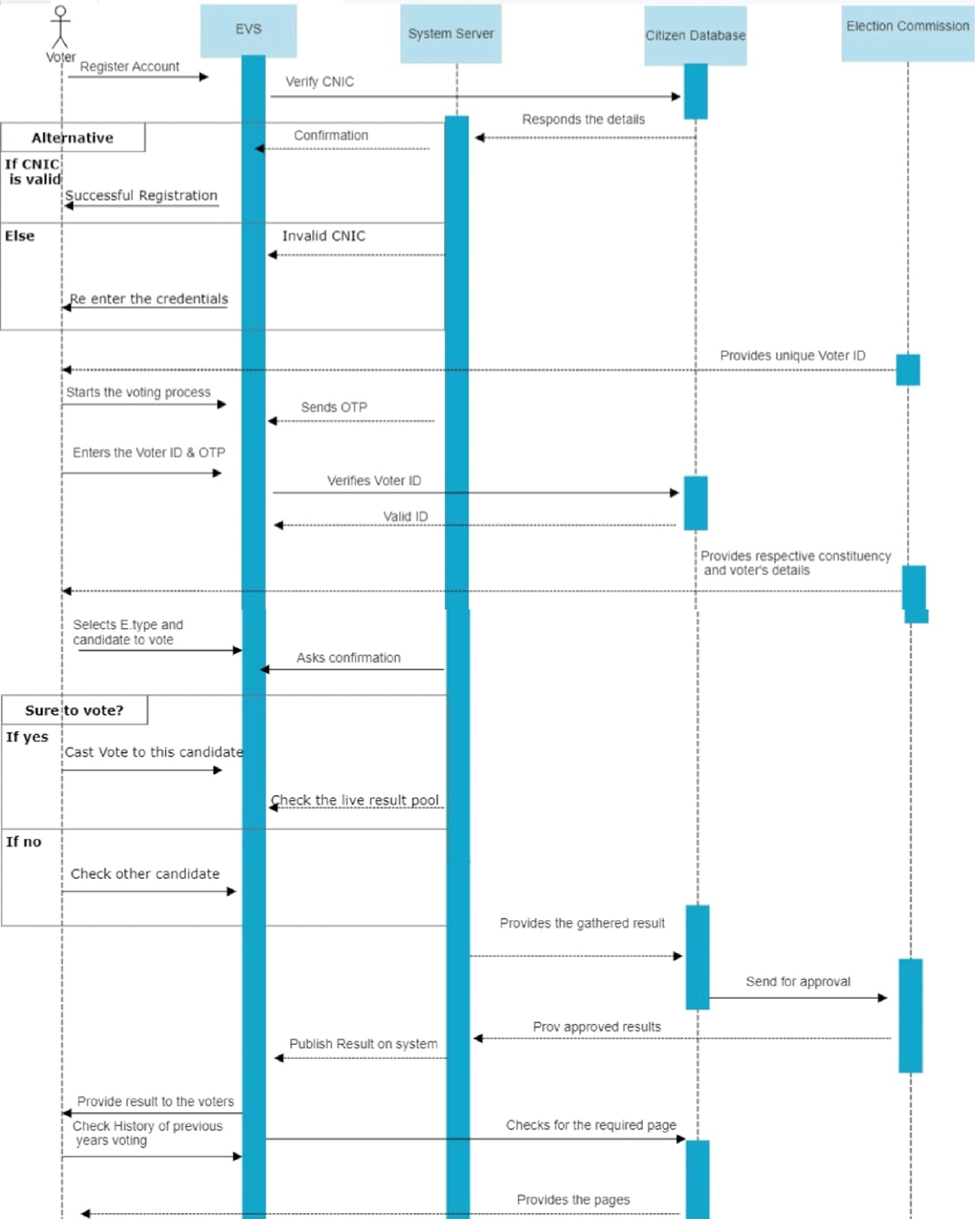 EVS
System Server
Citizen Database
Election Commission
Voter
Register Account
Verify CNIC
Responds the details
Alternative
Confirmation
If CNIC
is valid
Successful Registration
Else
Invalid CNIC
Re enter the credentials
Provides unique Voter ID
Starts the voting process
Sends OTP
Enters the Voter ID & OTP
Verifies Voter ID
Valid ID
Provides respective constituency
and voter's details
Selects E.type and
candidate to vote
Asks confirmation
Sure to vote?
If yes
Cast Vote to this candidate
Check the live result pool
If no
Check other candidate
Provides the gathered result
Send for approval
Prov approved results
Publish Result on system
Provide result to the voters
Check History of previous
years voting
Checks for the required page
Provides the pages